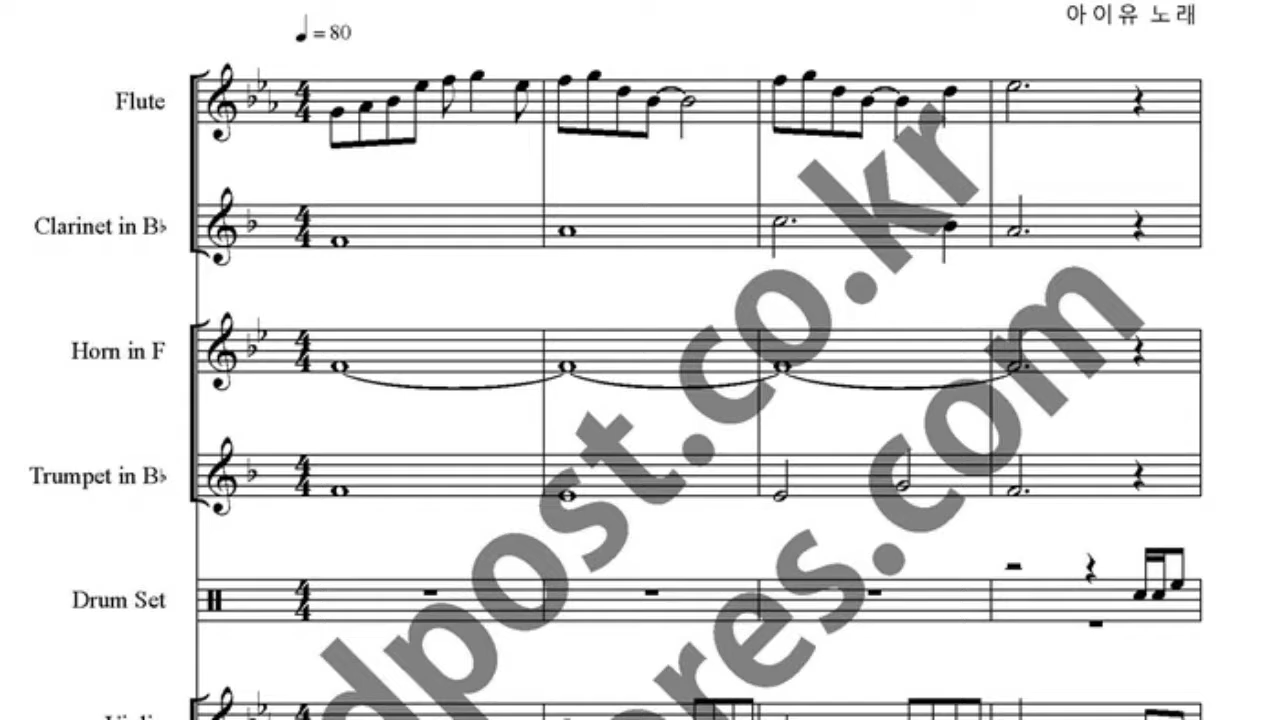 아이유 노래
♩ = 80
Flute
Clarinet in B♭
Horn in F
Trumpet in B♭
Drum Set
dpost.co.kr
res.com